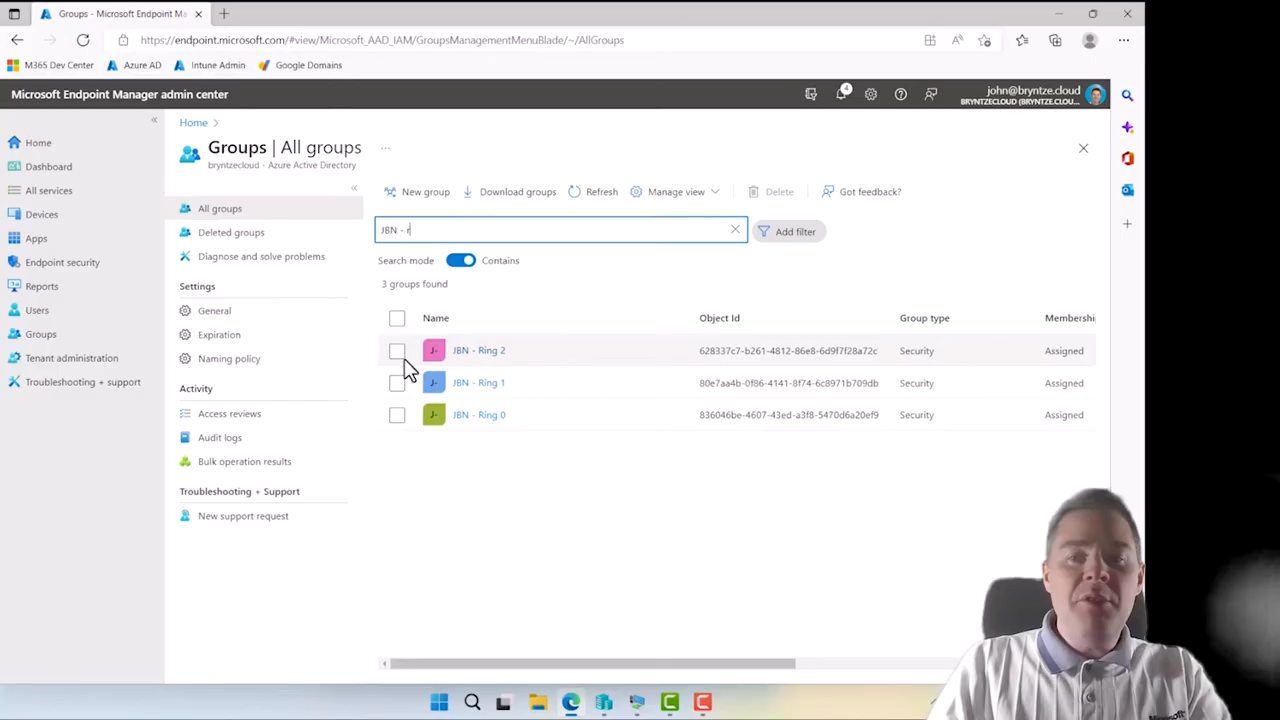 Groups - Microsoft Endpoint Ma
https://endpoint.microsoft.com/#view/Microsoft_AAD_IAM/GroupsManagementMenuBlade/~/AllGroups
M365 Dev Center
Azure AD
Intune Admin
Google Domains
Microsoft Endpoint Manager admin center
4
john@bryntze.cloud
BRYNTZECLOUD (BRYNTZE.CLOU...
Home
Dashboard
All services
Devices
Apps
Endpoint security
Reports
Users
Groups
Tenant administration
Troubleshooting + support
Home >
Groups | All groups ...
bryntzecloud - Azure Active Directory
All groups
Deleted groups
Diagnose and solve problems
Settings
General
Expiration
Naming policy
Activity
Access reviews
Audit logs
Bulk operation results
Troubleshooting + Support
New support request
New group
Download groups
Refresh
Manage view
Delete
Got feedback?
JBN - r
Add filter
Search mode
Contains
3 groups found
Name Object Id Group type Membershi
J- JBN - Ring 2 628337c7-b261-4812-86e8-6d9f7f28a72c Security Assigned
J- JBN - Ring 1 80e7aa4b-0f86-4141-8f74-6c8971b709db Security Assigned
J- JBN - Ring 0 836046be-4607-43ed-a3f8-5470d6a20ef9 Security Assigned